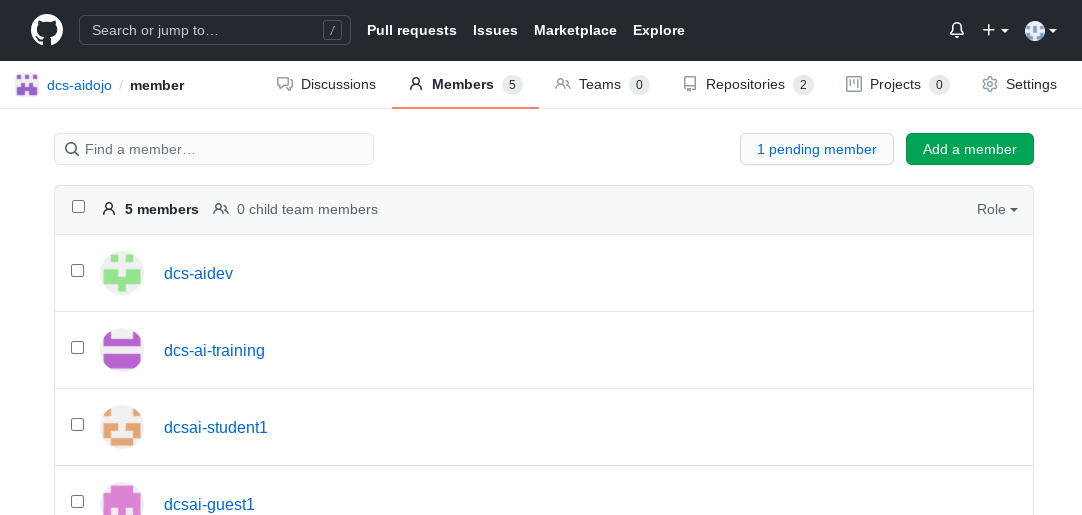 Search or jump to… / Pull requests Issues Marketplace Explore
dcs-aidojo / member Discussions Members 5 Teams 0 Repositories 2 Projects 0 Settings
Find a member… 1 pending member Add a member
5 members 0 child team members Role
dcs-aidev
dcs-ai-training
dcsai-student1
dcsai-guest1